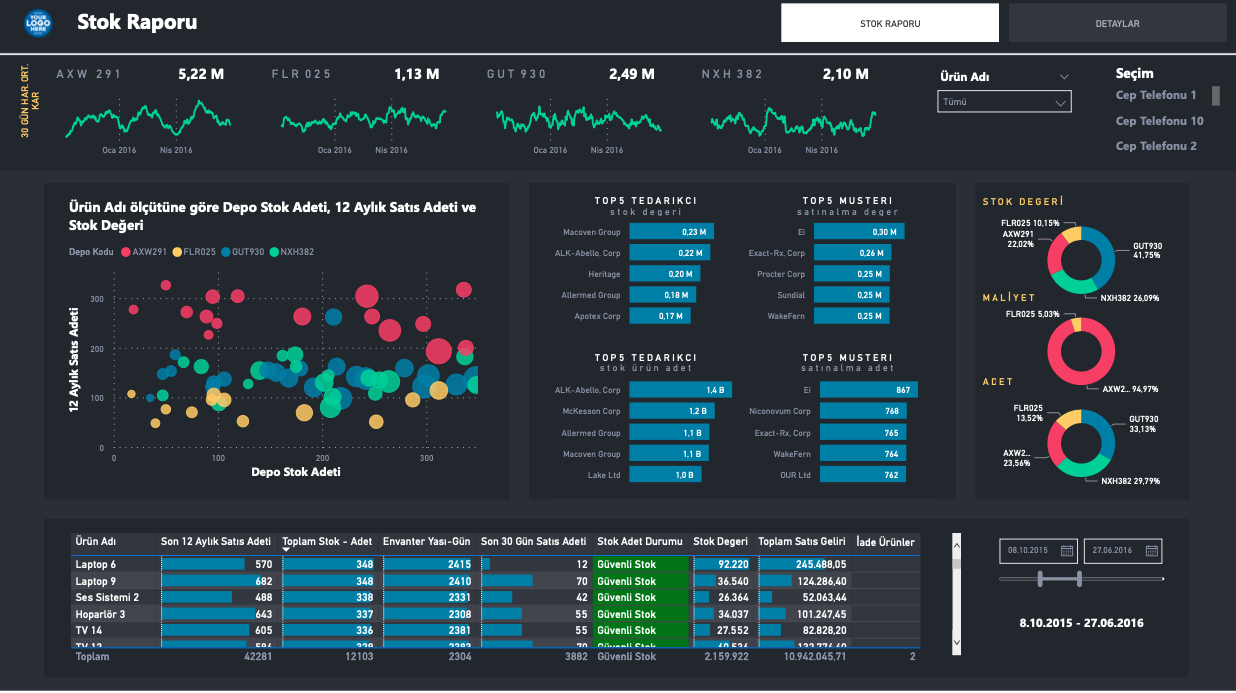 YOUR
LOGO
HERE
Stok Raporu
STOK RAPORU
DETAYLAR
30 GÜN HAR. ORT.
KAR
AXW 291
5,22 M
Oca 2016
Nis 2016
FLR 025
1,13 M
Oca 2016
Nis 2016
GUT 930
2,49 M
Oca 2016
Nis 2016
NXH 382
2,10 M
Oca 2016
Nis 2016
Ürün Adı
Tümü
Seçim
Cep Telefonu 1
Cep Telefonu 10
Cep Telefonu 2
Ürün Adı ölçütüne göre Depo Stok Adeti, 12 Aylık Satıs Adeti ve
Stok Değeri
Depo Kodu AXW291 FLR025 GUT930 NXH382
12 Aylık Satıs Adeti
300
200
100
0
0 100 200 300
Depo Stok Adeti
TOP5 TEDARIKCI
stok degeri
Macoven Group 0,23 M
ALK-Abello, Corp 0,22 M
Heritage 0,20 M
Allermed Group 0,18 M
Apotex Corp 0,17 M
TOP5 MUSTERI
satınalma deger
Ei 0,30 M
Exact-Rx, Corp 0,26 M
Procter Corp 0,25 M
Sundial 0,25 M
WakeFern 0,25 M
TOP5 TEDARIKCI
stok ürün adet
ALK-Abello, Corp 1,4 B
McKesson Corp 1,2 B
Allermed Group 1,1 B
Macoven Group 1,1 B
Lake Ltd 1,0 B
TOP5 MUSTERI
satınalma adet
Ei 867
Niconovum Corp 768
Exact-Rx, Corp 765
WakeFern 764
OUR Ltd 762
STOK DEGERİ
FLR025 10,15%
AXW291
22,02%
GUT930
41,75%
NXH382 26,09%
MALİYET
FLR025 5,03%
AXW2... 94,97%
ADET
FLR025
13,52%
GUT930
33,13%
AXW2...
23,56%
NXH382 29,79%
Ürün Adı Son 12 Aylık Satıs Adeti Toplam Stok - Adet Envanter Yası-Gün Son 30 Gün Satıs Adeti Stok Adet Durumu Stok Degeri Toplam Satıs Geliri İade Ürünler
Laptop 6 570 348 2415 12 Güvenli Stok 92.220 245.488,05
Laptop 9 682 348 2410 70 Güvenli Stok 36.540 124.286,40
Ses Sistemi 2 488 338 2331 42 Güvenli Stok 26.364 52.063,44
Hoparlör 3 643 337 2308 55 Güvenli Stok 34.037 101.247,45
TV 14 605 336 2381 55 Güvenli Stok 27.552 82.828,20
Toplam 42281 12103 2304 3882 Güvenli Stok 2.159.922 10.942.045,71 2
08.10.2015
27.06.2016
8.10.2015 - 27.06.2016